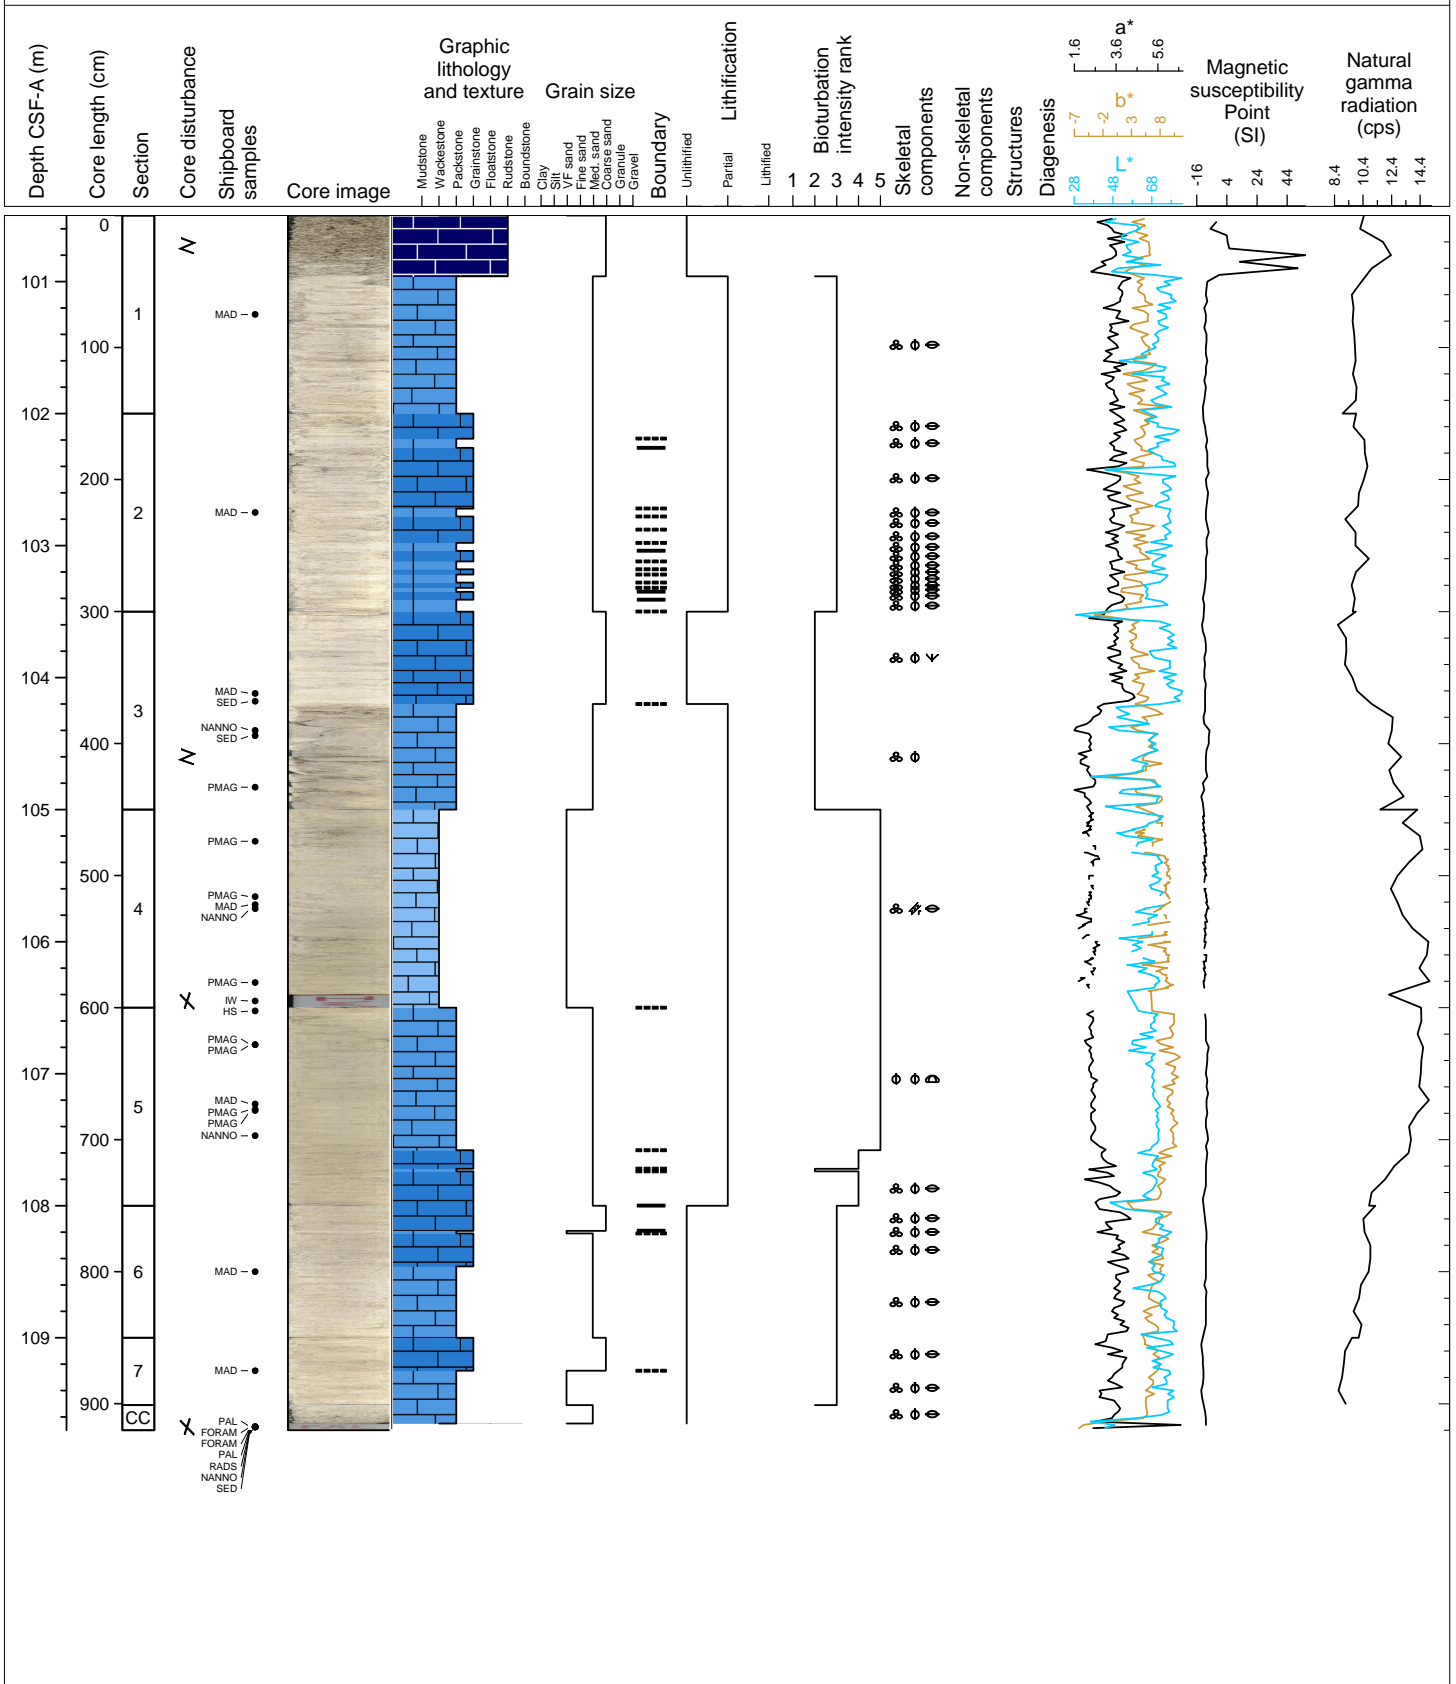 Depth CSF-A (m)
Core length (cm)
Section
Core disturbance
Shipboard
samples
Core image
Graphic
lithology
and texture
Mudstone
Wackestone
Packstone
Grainstone
Floatstone
Rudstone
Boundstone
Grain size
Clay
Silt
VF sand
Fine sand
Med. sand
Coarse sand
Granule
Gravel
Boundary
Lithification
Unlithified
Partial
Lithified
Bioturbation
intensity rank
1 2 3 4 5
Skeletal
components
Non-skeletal
components
Structures
Diagenesis
a*
1.6 3.6 5.6
b*
-7 -2 3 8
L*
28 48 68
Magnetic
susceptibility
Point
(SI)
-16 4 24 44
Natural
gamma
radiation
(cps)
8.4 10.4 12.4 14.4
0
101
1
MAD
100
102
200
2
MAD
103
300
104
MAD
SED
3
NANNO
SED
400
PMAG
105
PMAG
500
PMAG
4
MAD
NANNO
106
PMAG
IW
600
HS
PMAG
PMAG
107
MAD
5
PMAG
PMAG
NANNO
700
108
6
MAD
800
109
7
MAD
900
CC
PAL
FORAM
FORAM
PAL
RADS
NANNO
SED